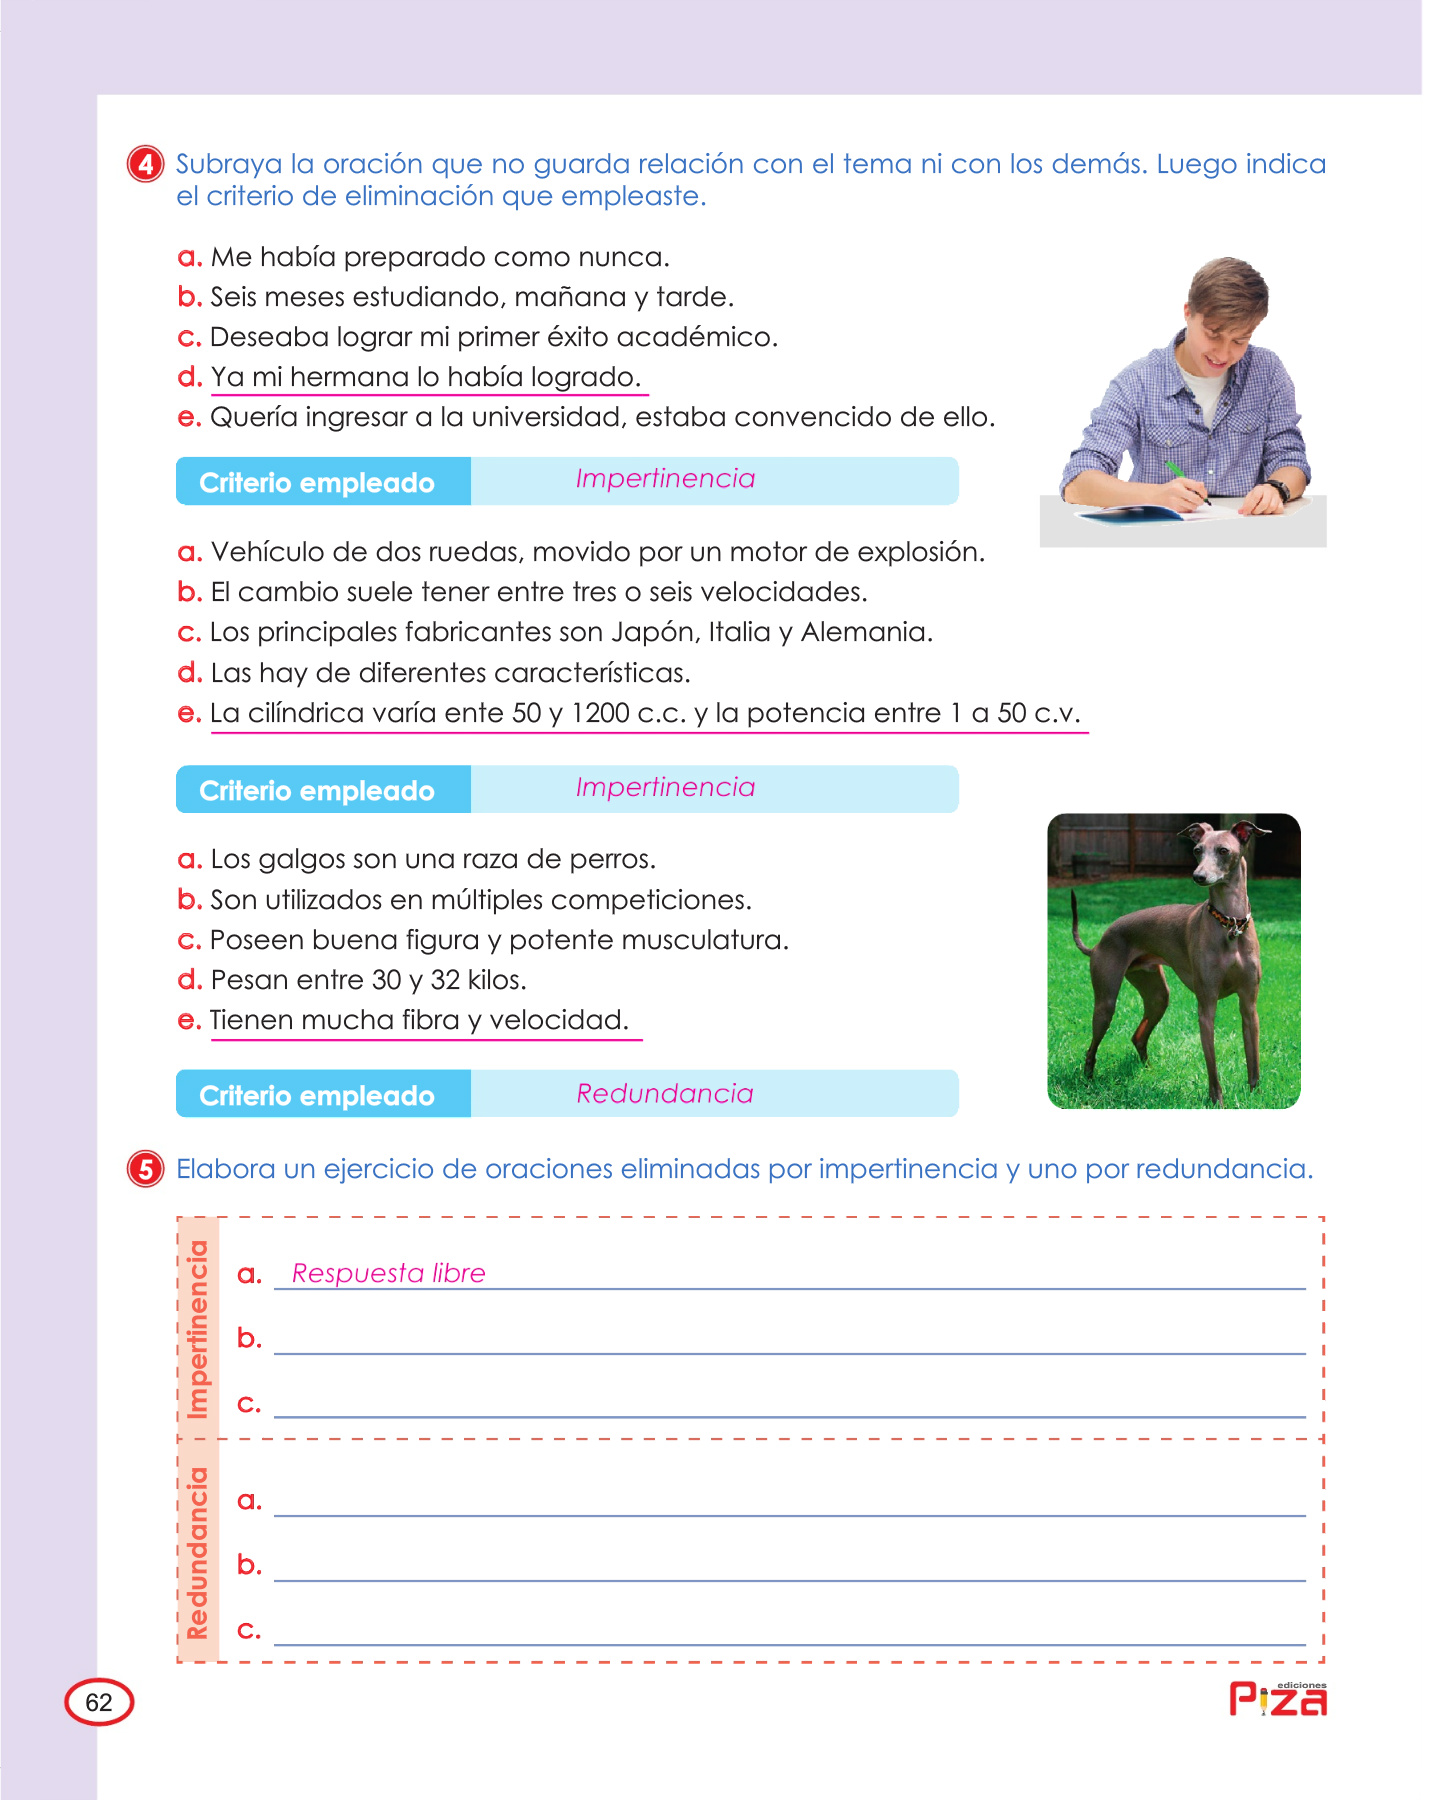 4 Subraya la oración que no guarda relación con el tema ni con los demás. Luego indica
el criterio de eliminación que empleaste.
a. Me había preparado como nunca.
b. Seis meses estudiando, mañana y tarde.
c. Deseaba lograr mi primer éxito académico.
d. Ya mi hermana lo había logrado.
e. Quería ingresar a la universidad, estaba convencido de ello.
Criterio empleado Impertinencia
a. Vehículo de dos ruedas, movido por un motor de explosión.
b. El cambio suele tener entre tres o seis velocidades.
c. Los principales fabricantes son Japón, Italia y Alemania.
d. Las hay de diferentes características.
e. La cilíndrica varía ente 50 y 1200 c.c. y la potencia entre 1 a 50 c.v.
Criterio empleado Impertinencia
a. Los galgos son una raza de perros.
b. Son utilizados en múltiples competiciones.
c. Poseen buena figura y potente musculatura.
d. Pesan entre 30 y 32 kilos.
e. Tienen mucha fibra y velocidad.
Criterio empleado Redundancia
5 Elabora un ejercicio de oraciones eliminadas por impertinencia y uno por redundancia.
Impertinencia
a. Respuesta libre
b.
c.
Redundancia
a.
b.
c.
62
ediciones
Piza